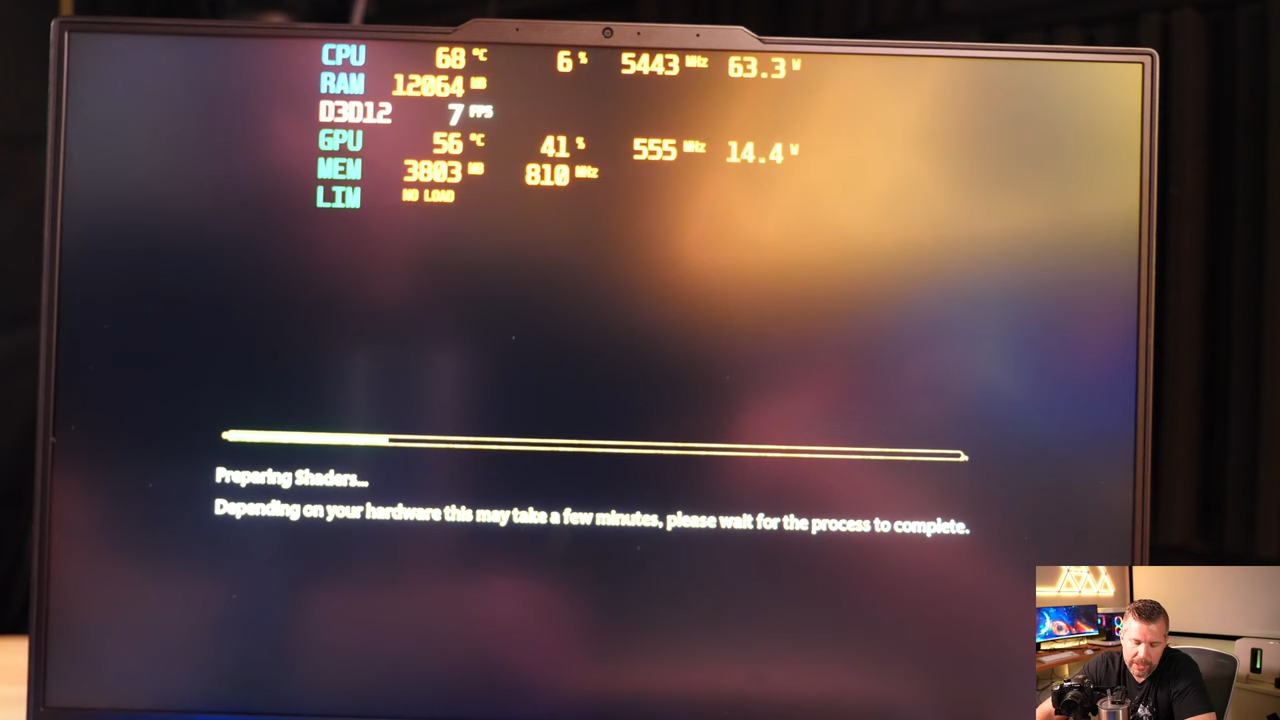 CPU 68 °C 6 % 5443 MHz 63.3 W
RAM 12064 MB
D3D12 7 FPS
GPU 56 °C 41 % 555 MHz 14.4 W
MEM 3803 MB 810 MHz
LIM NO LOAD
Preparing Shaders...
Depending on your hardware this may take a few minutes, please wait for the process to complete.